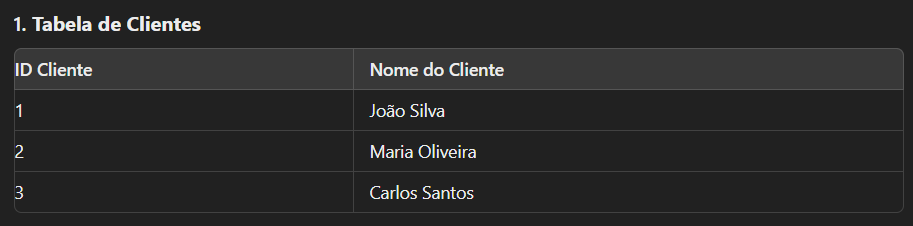 1. Tabela de Clientes
ID Cliente Nome do Cliente
1 João Silva
2 Maria Oliveira
3 Carlos Santos